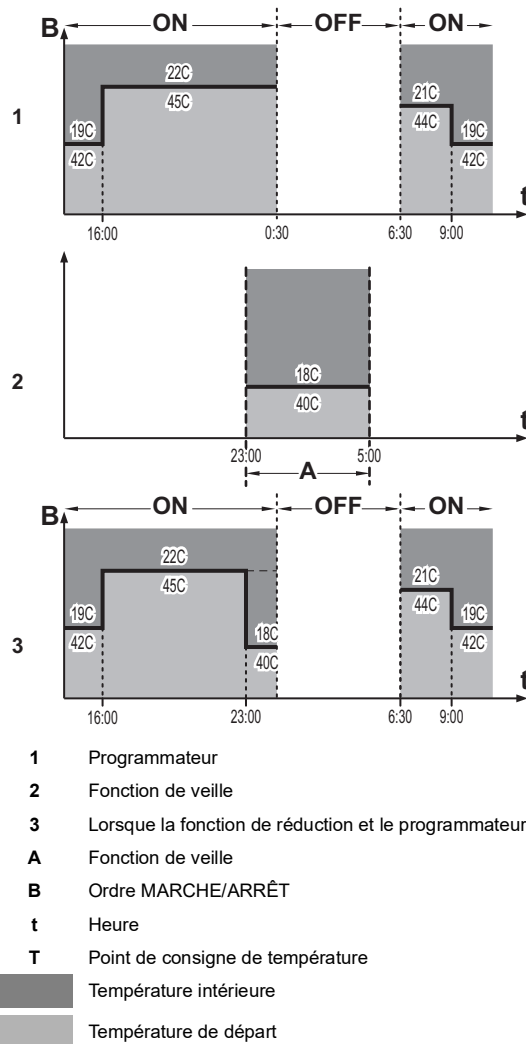 B ON OFF ON
1
22C
45C
19C
42C
21C
44C
19C
42C
t
16:00 0:30 6:30 9:00
2
18C
40C
t
23:00 5:00
A
B ON OFF ON
3
22C
45C
19C
42C
18C
40C
21C
44C
19C
42C
t
16:00 23:00 6:30 9:00
1 Programmateur
2 Fonction de veille
3 Lorsque la fonction de réduction et le programmateur
A Fonction de veille
B Ordre MARCHE/ARRÊT
t Heure
T Point de consigne de température
Température intérieure
Température de départ